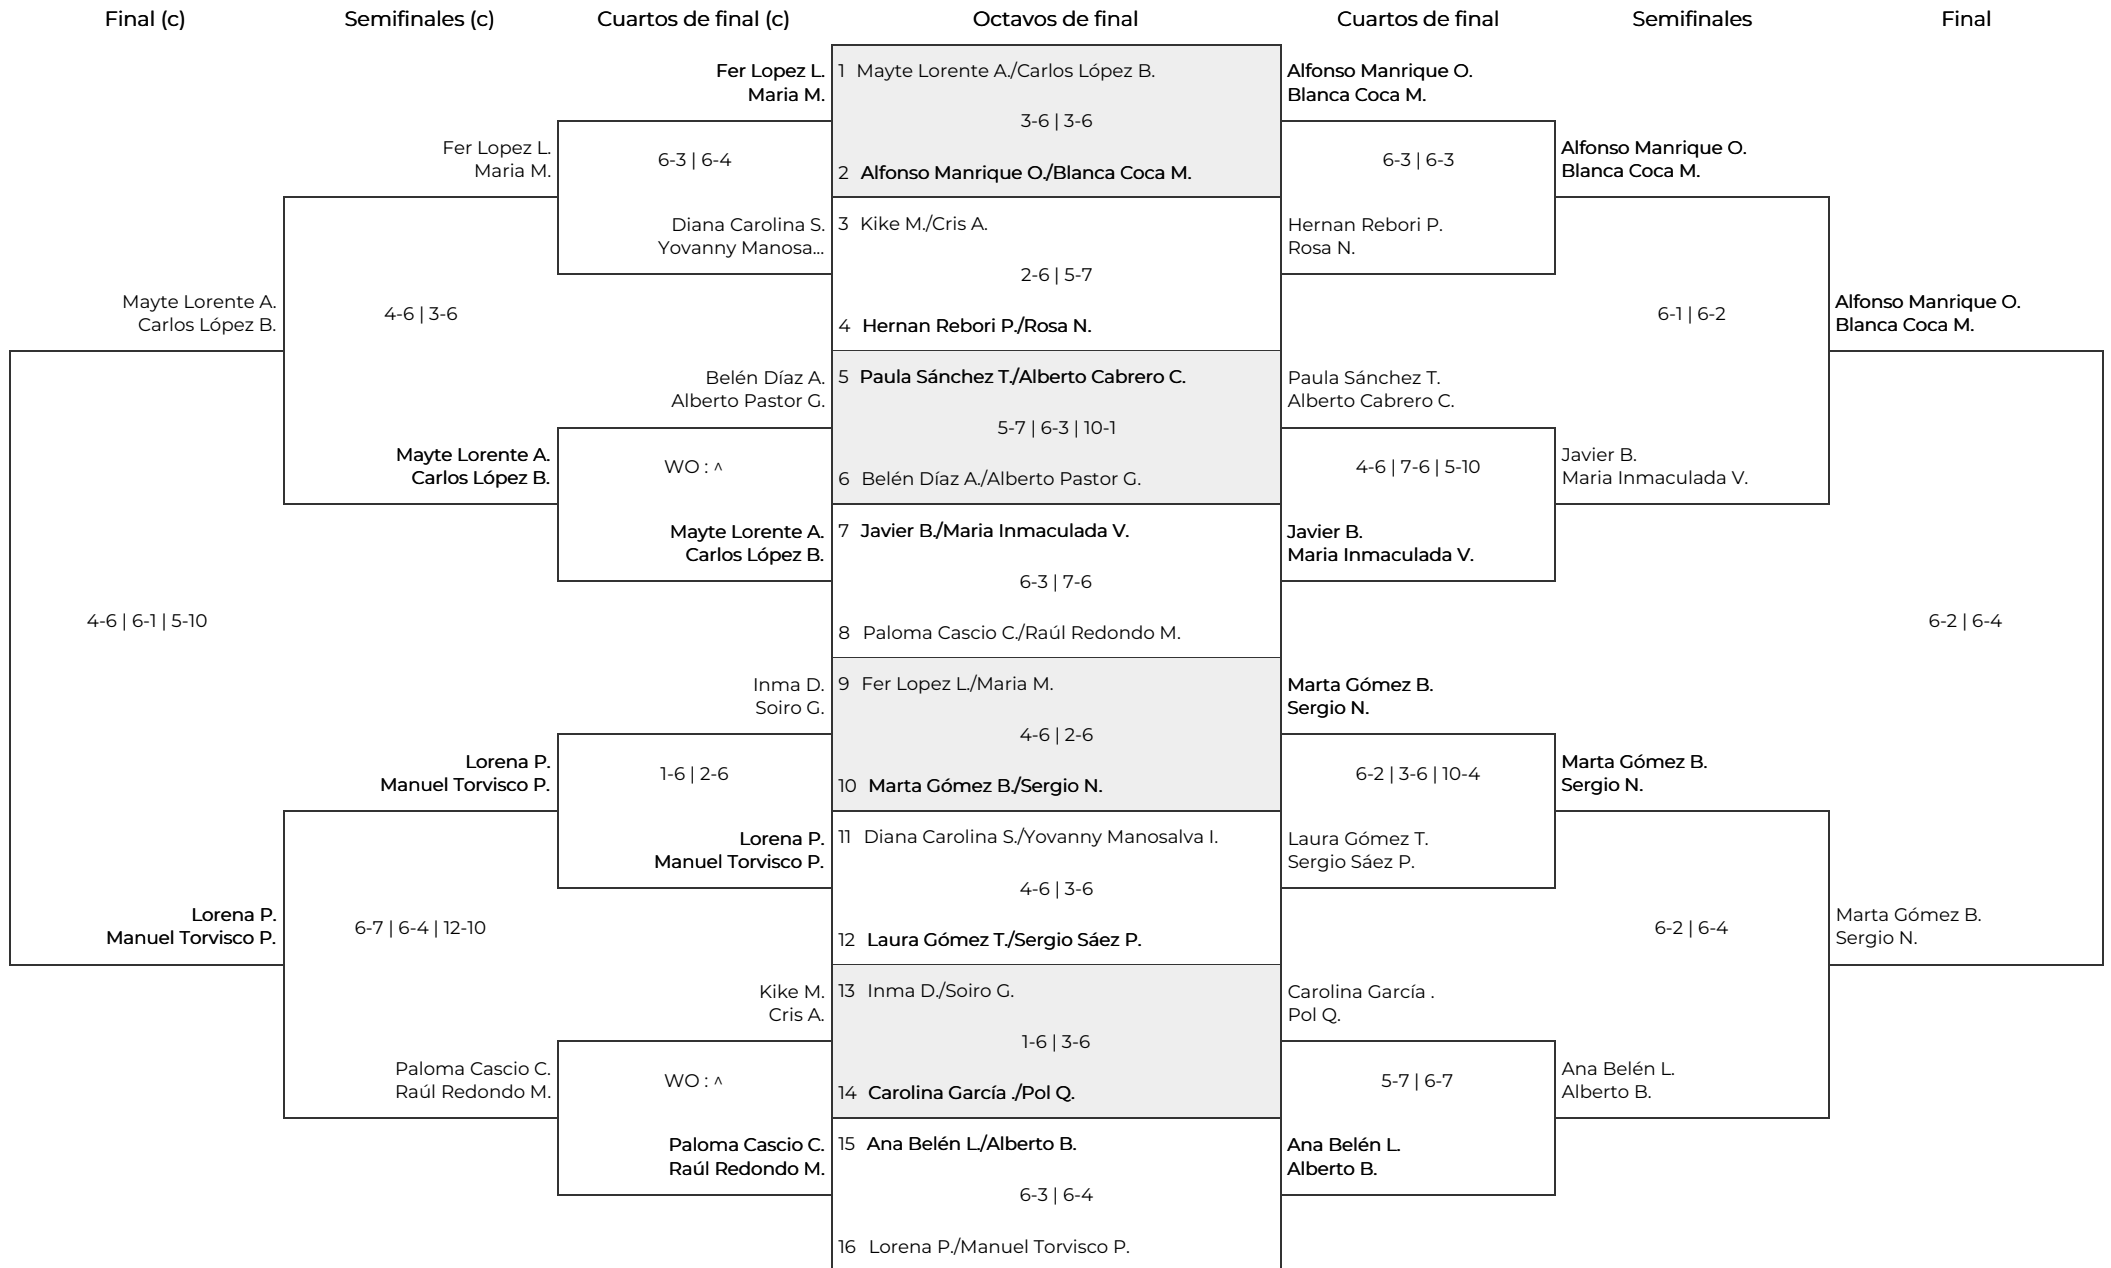 Final (c)
Semifinales (c)
Cuartos de final (c)
Octavos de final
Cuartos de final
Semifinales
Final
Mayte Lorente A.
Carlos López B.
4-6 | 6-1 | 5-10
Lorena P.
Manuel Torvisco P.
Fer Lopez L.
Maria M.
4-6 | 3-6
Mayte Lorente A.
Carlos López B.
Lorena P.
Manuel Torvisco P.
6-7 | 6-4 | 12-10
Paloma Cascio C.
Raúl Redondo M.
Fer Lopez L.
Maria M.
6-3 | 6-4
Diana Carolina S.
Yovanny Manosa...
Belén Díaz A.
Alberto Pastor G.
WO : ^
Mayte Lorente A.
Carlos López B.
Inma D.
Soiro G.
1-6 | 2-6
Lorena P.
Manuel Torvisco P.
Kike M.
Cris A.
WO : ^
Paloma Cascio C.
Raúl Redondo M.
1 Mayte Lorente A./Carlos López B.
3-6 | 3-6
2 Alfonso Manrique O./Blanca Coca M.
3 Kike M./Cris A.
2-6 | 5-7
4 Hernan Rebori P./Rosa N.
5 Paula Sánchez T./Alberto Cabrero C.
5-7 | 6-3 | 10-1
6 Belén Díaz A./Alberto Pastor G.
7 Javier B./Maria Inmaculada V.
6-3 | 7-6
8 Paloma Cascio C./Raúl Redondo M.
9 Fer Lopez L./Maria M.
4-6 | 2-6
10 Marta Gómez B./Sergio N.
11 Diana Carolina S./Yovanny Manosalva I.
4-6 | 3-6
12 Laura Gómez T./Sergio Sáez P.
13 Inma D./Soiro G.
1-6 | 3-6
14 Carolina García ./Pol Q.
15 Ana Belén L./Alberto B.
6-3 | 6-4
16 Lorena P./Manuel Torvisco P.
Alfonso Manrique O.
Blanca Coca M.
6-3 | 6-3
Hernan Rebori P.
Rosa N.
Paula Sánchez T.
Alberto Cabrero C.
4-6 | 7-6 | 5-10
Javier B.
Maria Inmaculada V.
Marta Gómez B.
Sergio N.
6-2 | 3-6 | 10-4
Laura Gómez T.
Sergio Sáez P.
Carolina García .
Pol Q.
5-7 | 6-7
Ana Belén L.
Alberto B.
Alfonso Manrique O.
Blanca Coca M.
6-1 | 6-2
Javier B.
Maria Inmaculada V.
Marta Gómez B.
Sergio N.
6-2 | 6-4
Ana Belén L.
Alberto B.
Alfonso Manrique O.
Blanca Coca M.
6-2 | 6-4
Marta Gómez B.
Sergio N.